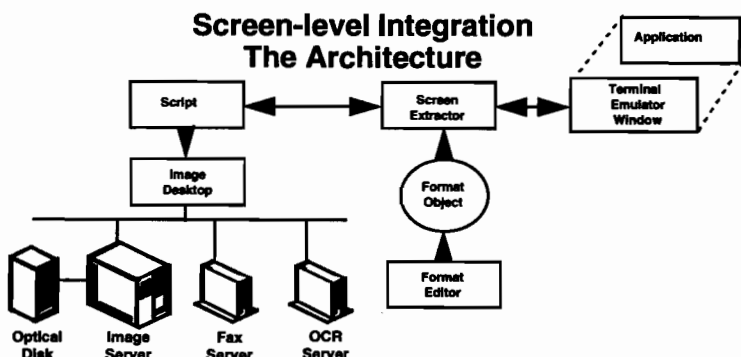 Screen-level Integration
The Architecture
Application
Script
Screen
Extractor
Terminal
Emulator
Window
Image
Desktop
Format
Object
Format
Editor
Optical
Disk
Image
Server
Fax
Server
OCR
Server